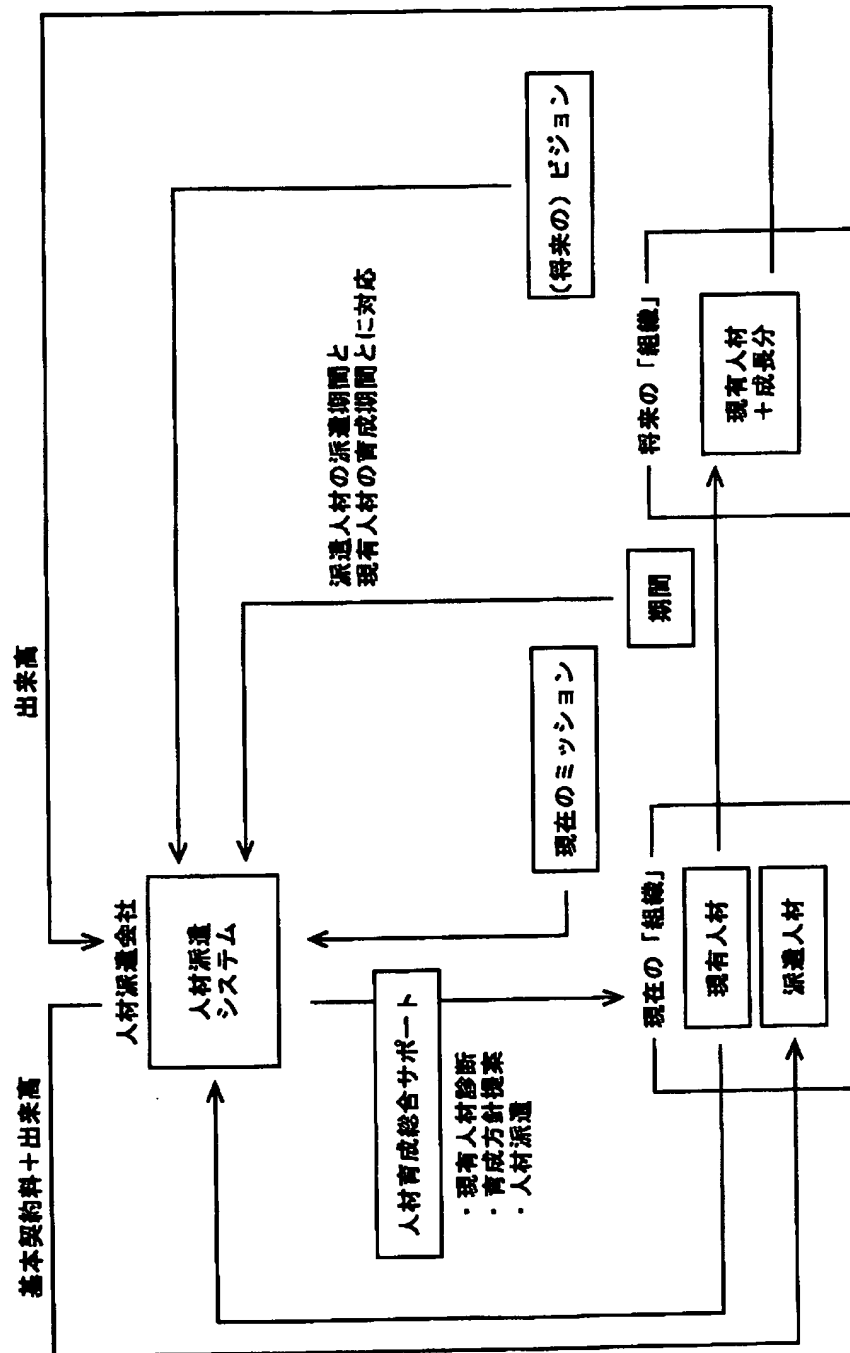 基本契約料＋出来高
出来高
人材派遣会社
人材派遣
システム
人材育成総合サポート
・現有人材診断
・育成方針提案
・人材派遣
派遣人材の派遣期間と
現有人材の育成期間とに対応
現在のミッション
(将来の) ビジョン
期間
現在の「組織」
現有人材
派遣人材
将来の「組織」
現有人材
＋成長分